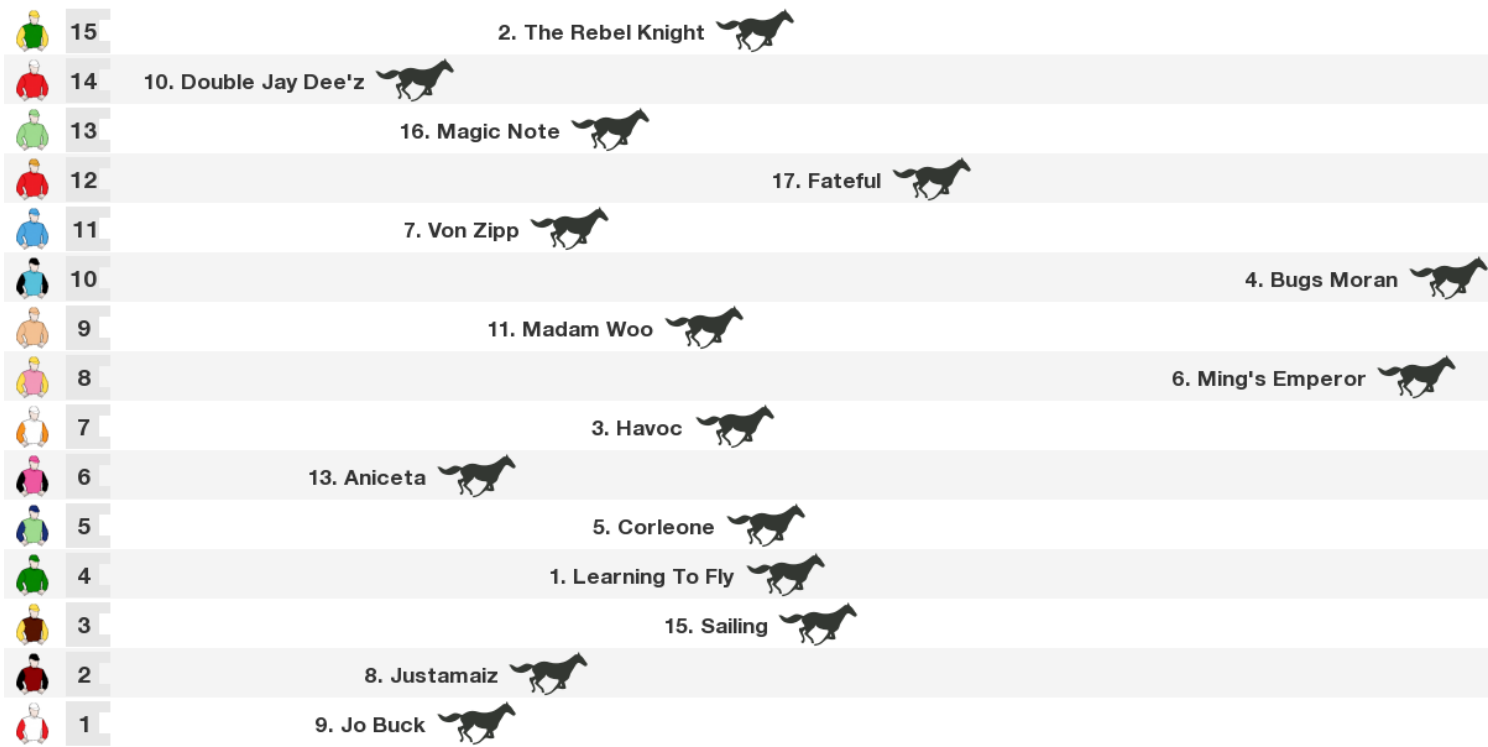 15 2. The Rebel Knight
14 10. Double Jay Dee'z
13 16. Magic Note
12 17. Fateful
11 7. Von Zipp
10 4. Bugs Moran
9 11. Madam Woo
8 6. Ming's Emperor
7 3. Havoc
6 13. Aniceta
5 5. Corleone
4 1. Learning To Fly
3 15. Sailing
2 8. Justamaiz
1 9. Jo Buck